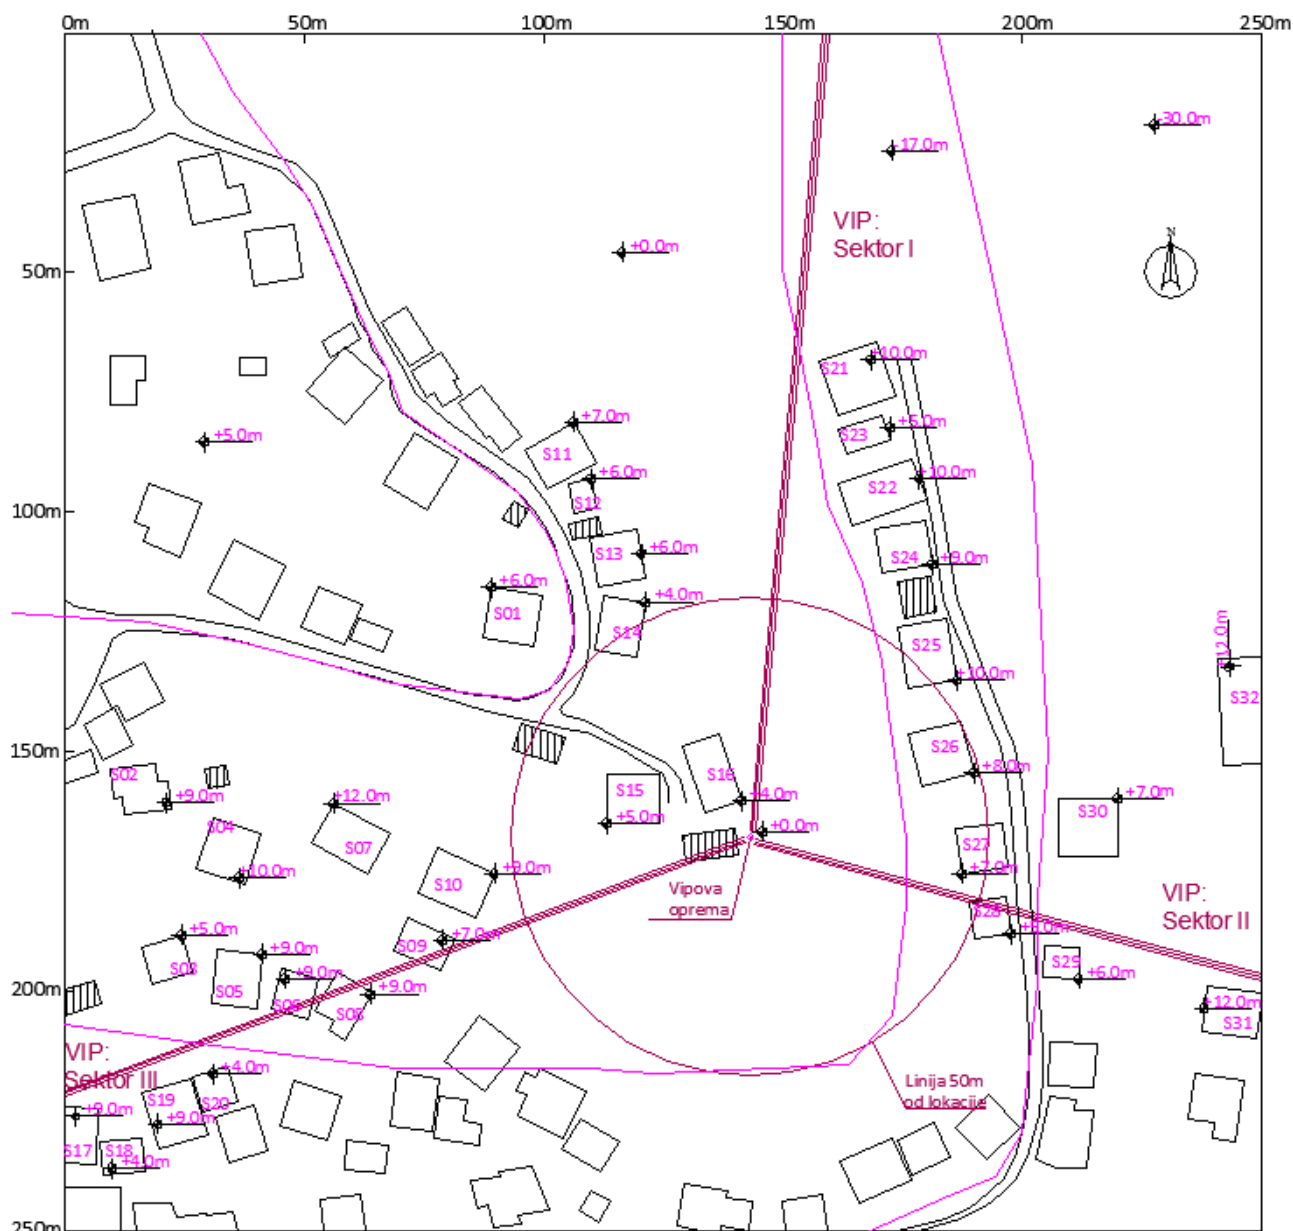 0m
50m
100m
150m
200m
250m
+30.0m
+17.0m
VIP:
Sektor I
N
+0.0m
50m
+10.0m
S21
+7.0m
+5.0m
S23
+5.0m
S11
+6.0m
+10.0m
S22
S12
100m
+6.0m
S13
S24
+9.0m
+6.0m
+4.0m
S01
S14
S25
+12.0m
+10.0m
S32
S26
150m
S16
+8.0m
S02
S15
+9.0m
+12.0m
+4.0m
+7.0m
S30
+5.0m
+0.0m
S04
S07
S27
+10.0m
S10
+9.0m
+7.0m
Vipova
oprema
VIP:
Sektor II
S28
+5.0m
+7.0m
S09
S03
+9.0m
S29
+9.0m
+6.0m
S05
200m
S06
+9.0m
S08
+12.0m
S31
VIP:
Sektor III
+4.0m
Linija 50m
od lokacije
S19
S20
+9.0m
+9.0m
S17
S18
+4.0m
250m